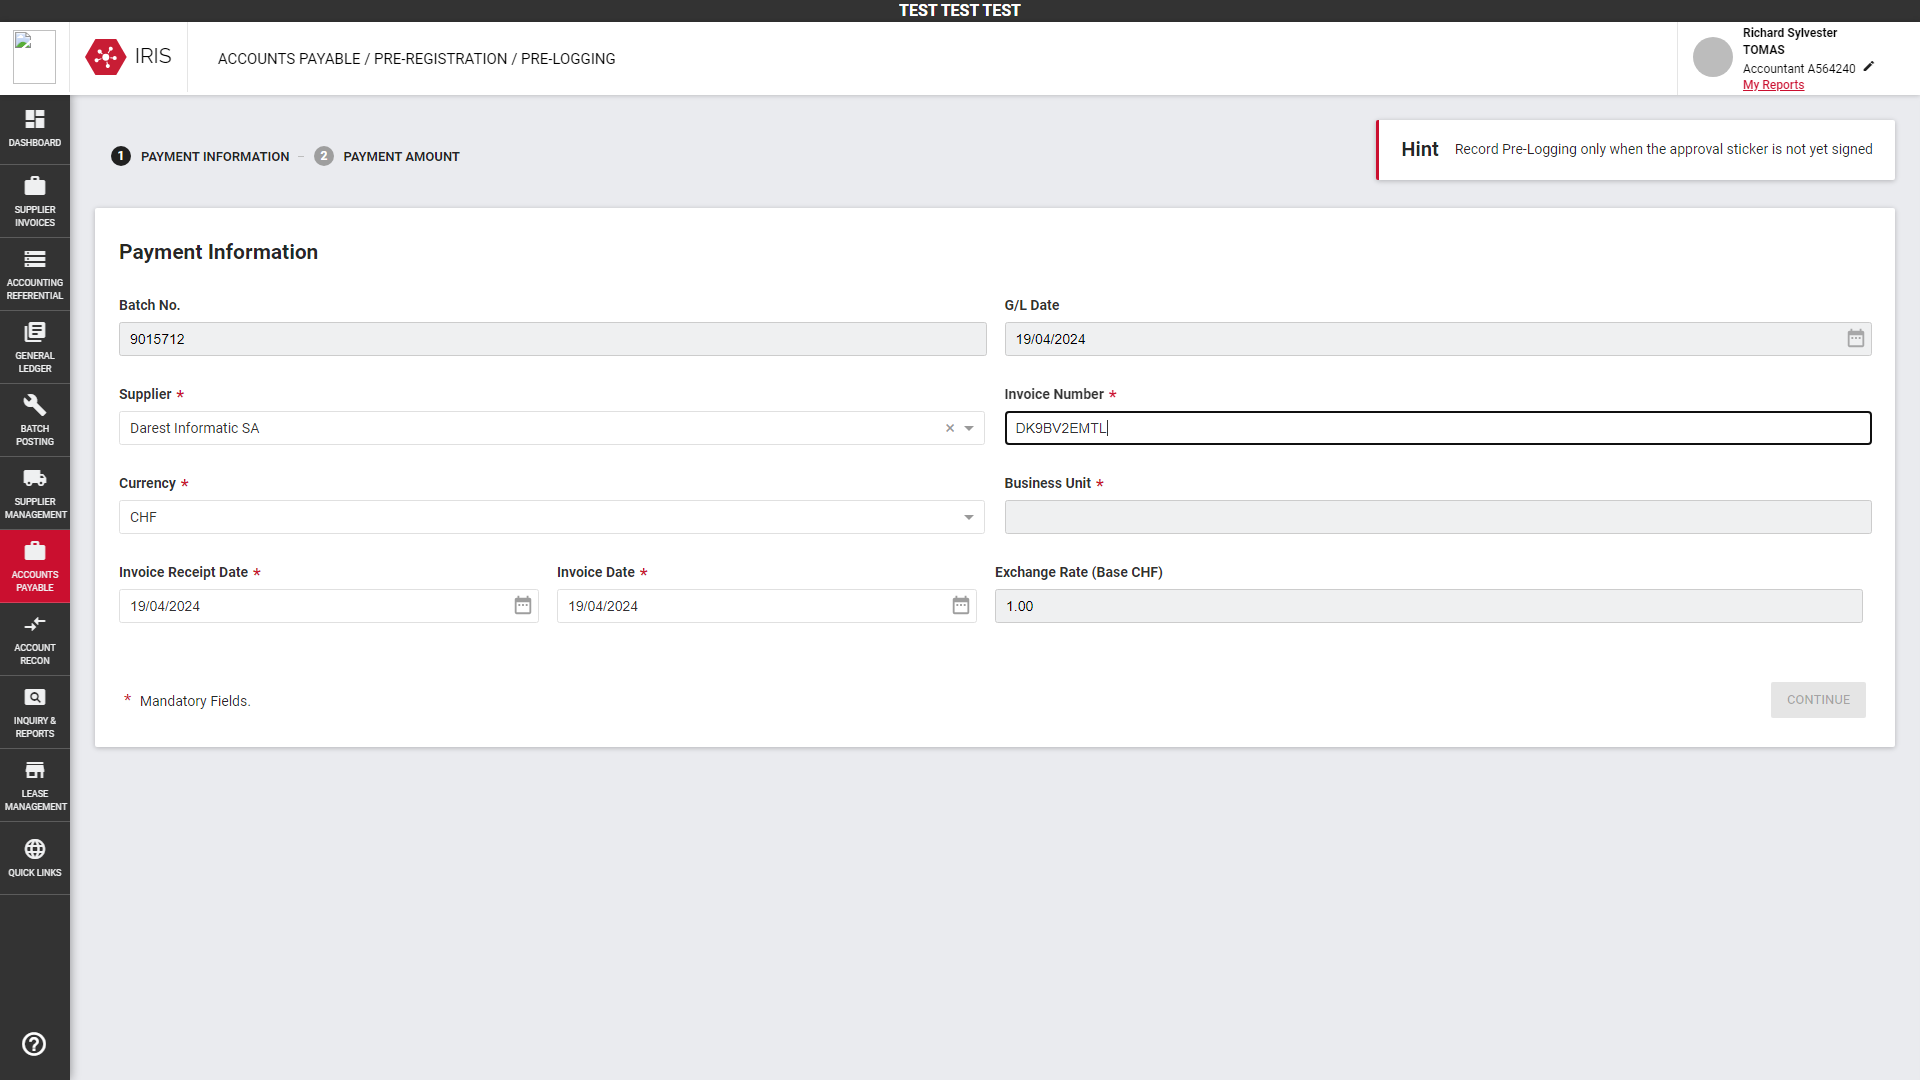 TEST TEST TEST
IRIS
ACCOUNTS PAYABLE / PRE-REGISTRATION / PRE-LOGGING
Richard Sylvester
TOMAS
Accountant A564240
My Reports
DASHBOARD
SUPPLIER
INVOICES
ACCOUNTING
REFERENTIAL
GENERAL
LEDGER
BATCH
POSTING
SUPPLIER
MANAGEMENT
ACCOUNTS
PAYABLE
ACCOUNT
RECON
INQUIRY &
REPORTS
LEASE
MANAGEMENT
QUICK LINKS
1 PAYMENT INFORMATION – 2 PAYMENT AMOUNT
Hint Record Pre-Logging only when the approval sticker is not yet signed
Payment Information
Batch No.
9015712
G/L Date
19/04/2024
Supplier *
Darest Informatic SA
Invoice Number *
DK9BV2EMTL
Currency *
CHF
Business Unit *
Invoice Receipt Date *
19/04/2024
Invoice Date *
19/04/2024
Exchange Rate (Base CHF)
1.00
* Mandatory Fields.
CONTINUE